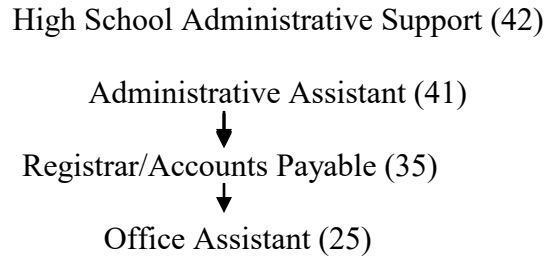 High School Administrative Support (42)
Administrative Assistant (41)
Registrar/Accounts Payable (35)
Office Assistant (25)